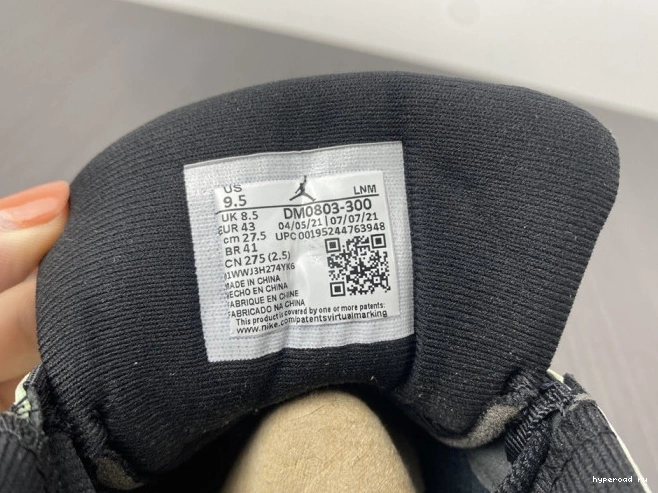 US
9.5
LNM
UK 8.5
EUR 43
cm 27.5
BR 41
CN 275 (2.5)
DM0803-300
04/05/21 | 07/07/21
UPC 00195244763948
MADE IN CHINA
HECHO EN CHINA
FABRIQUE EN CHINE
FABRICADO NA CHINA
This product is covered by one or more patents:
www.nike.com/patentsvirtualmarking
hyperoad ru